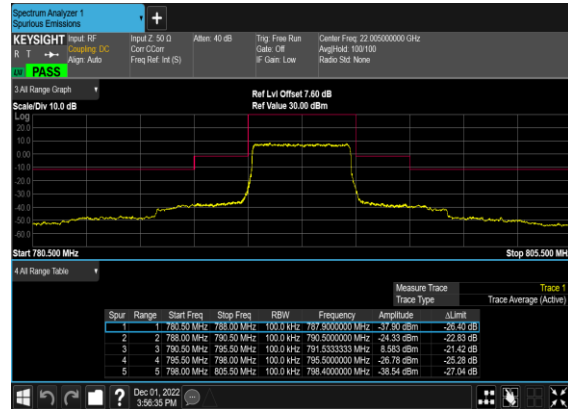 Spectrum Analyzer 1
Spurious Emissions
+
KEYSIGHT Input: RF Input Z: 50 Ω Atten: 40 dB Trig: Free Run Center Freq: 22.005000000 GHz
R T Coupling: DC Corr CCorr Gate: Off Avg|Hold: 100/100
Align: Auto Freq Ref: Int (S) IF Gain: Low Radio Std: None
LW PASS
3 All Range Graph Ref Lvl Offset 7.60 dB
Scale/Div 10.0 dB Ref Value 30.00 dBm
Log
20.0
10.0
0.00
-10.0
-20.0
-30.0
-40.0
-50.0
-60.0
Start 780.500 MHz Stop 805.500 MH
4 All Range Table
Measure Trace Trace 1
Trace Type Trace Average (Active)
Spur Range Start Freq Stop Freq RBW Frequency Amplitude ΔLimit
1 1 780.50 MHz 788.00 MHz 100.0 kHz 787.9000000 MHz -37.90 dBm -26.40 dB
2 2 788.00 MHz 790.50 MHz 100.0 kHz 790.5000000 MHz -24.33 dBm -22.83 dB
3 3 790.50 MHz 795.50 MHz 100.0 kHz 791.5333333 MHz 8.583 dBm -21.42 dB
4 4 795.50 MHz 798.00 MHz 100.0 kHz 795.5000000 MHz -26.78 dBm -25.28 dB
5 5 798.00 MHz 805.50 MHz 100.0 kHz 798.4000000 MHz -38.54 dBm -27.04 dB
? Dec 01, 2022
3:56:35 PM